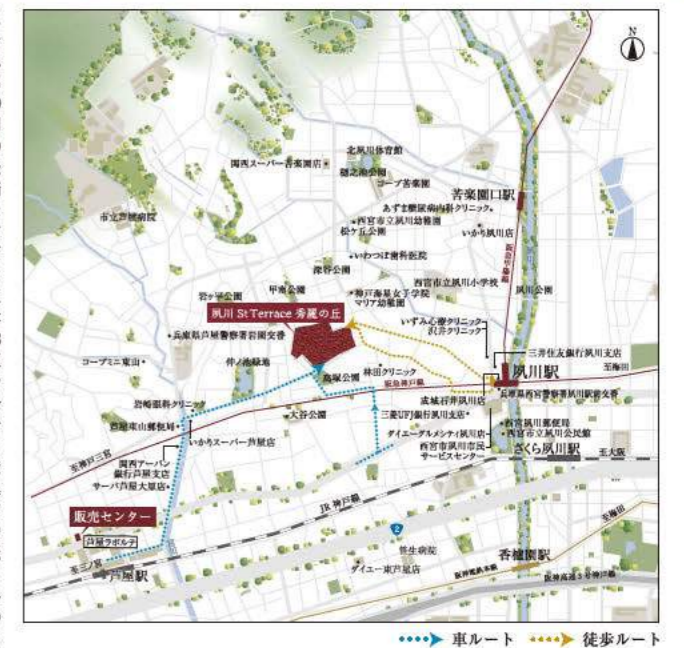 N
北夙川体育館
関西スーパー苦楽園店
越之池公園
コープ苦楽園
苦楽園口駅
あずま糖尿病内科クリニック
市立芦屋病院
西宮市立夙川幼稚園
いかり夙川店
松ヶ丘公園
阪急甲陽線
いわつぼ歯科医院
深谷公園
西宮市立夙川小学校
甲南公園
夙川公園
岩ヶ平公園
神戸海星女子学院
マリア幼稚園
夙川 St Terrace 秀麗の丘
いずみ心療クリニック
沢井クリニック
兵庫県芦屋警察署岩園交番
三井住友銀行夙川支店
コープミニ東山
仲ノ池緑地
林田クリニック
夙川駅
至梅田
高塚公園
阪急神戸線
成城石井夙川店
兵庫県西宮警察署夙川駅前交番
岩崎眼科クリニック
大谷公園
三菱UFJ銀行夙川支店
芦屋東山郵便局
西宮夙川郵便局
ダイエーグルメシティ夙川店
西宮市立夙川公民館
いかりスーパー芦屋店
西宮市夙川市民
サービスセンター
さくら夙川駅
至大阪
至神戸三宮
関西アーバン
銀行芦屋支店
サーパ芦屋大原店
販売センター
JR 神戸線
芦屋ラポルテ
2
至梅田
笹生病院
至三ノ宮
芦屋駅
ダイエー東芦屋店
香櫨園駅
阪神電鉄本線
阪神高速3号神戸線
車ルート 徒歩ルート